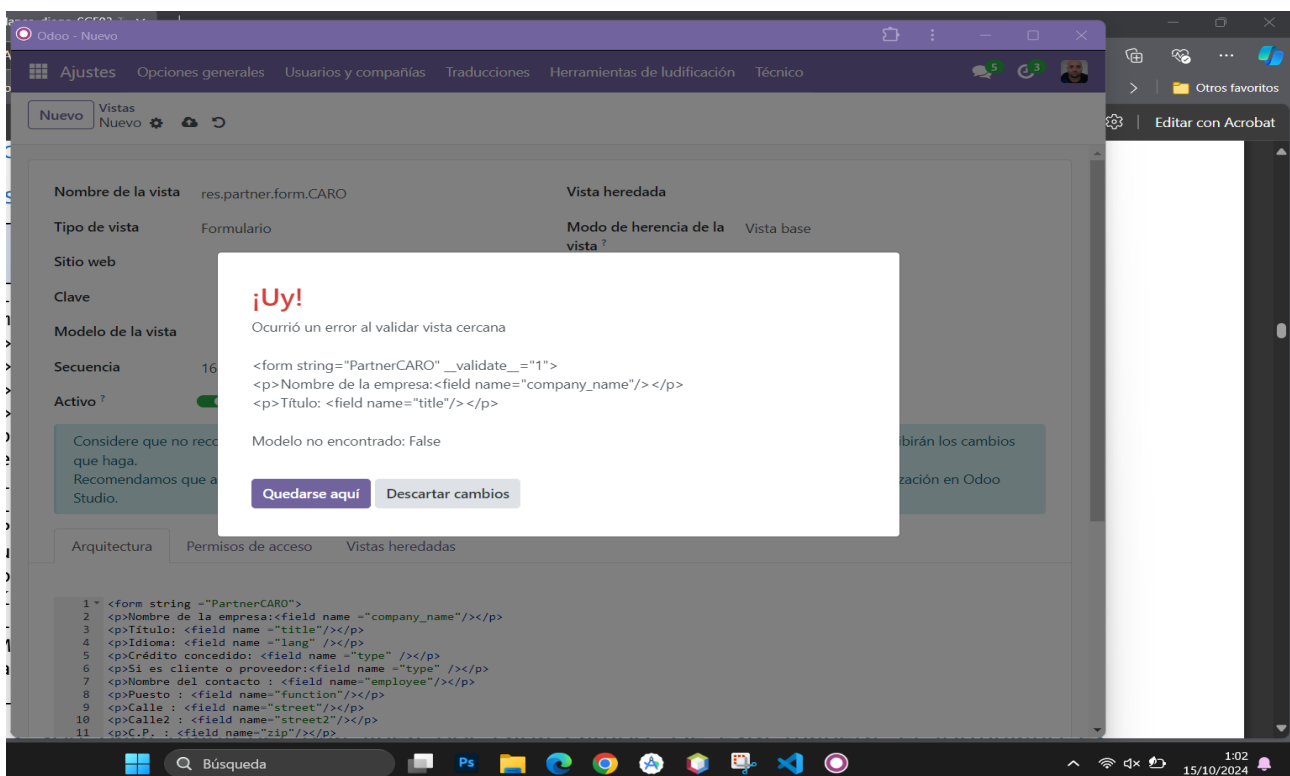 Odoo - Nuevo
Ajustes Opciones generales Usuarios y compañías Traducciones Herramientas de ludificación Técnico 5 3
Otros favoritos
Nuevo Vistas
Nuevo
Editar con Acrobat
Nombre de la vista res.partner.form.CARO Vista heredada
Tipo de vista Formulario Modo de herencia de la vista ? Vista base
Sitio web
Clave
Modelo de la vista
Secuencia 16
Activo ?
¡Uy!
Ocurrió un error al validar vista cercana
<form string="PartnerCARO" __validate__="1">
<p>Nombre de la empresa:<field name="company_name"/></p>
<p>Título: <field name="title"/></p>
Modelo no encontrado: False
Quedarse aquí Descartar cambios
Considere que no reco ibirán los cambios
que haga.
Recomendamos que a zación en Odoo
Studio.
Arquitectura Permisos de acceso Vistas heredadas
1 <form string ="PartnerCARO">
2 <p>Nombre de la empresa:<field name ="company_name"/></p>
3 <p>Título: <field name ="title"/></p>
4 <p>Idioma: <field name ="lang" /></p>
5 <p>Crédito concedido: <field name ="type" /></p>
6 <p>Si es cliente o proveedor:<field name ="type" /></p>
7 <p>Nombre del contacto : <field name="employee"/></p>
8 <p>Puesto : <field name="function"/></p>
9 <p>Calle : <field name="street"/></p>
10 <p>Calle2 : <field name="street2"/></p>
11 <p>C.P. : <field name="zip"/></p>
Búsqueda
Ps
1:02
15/10/2024